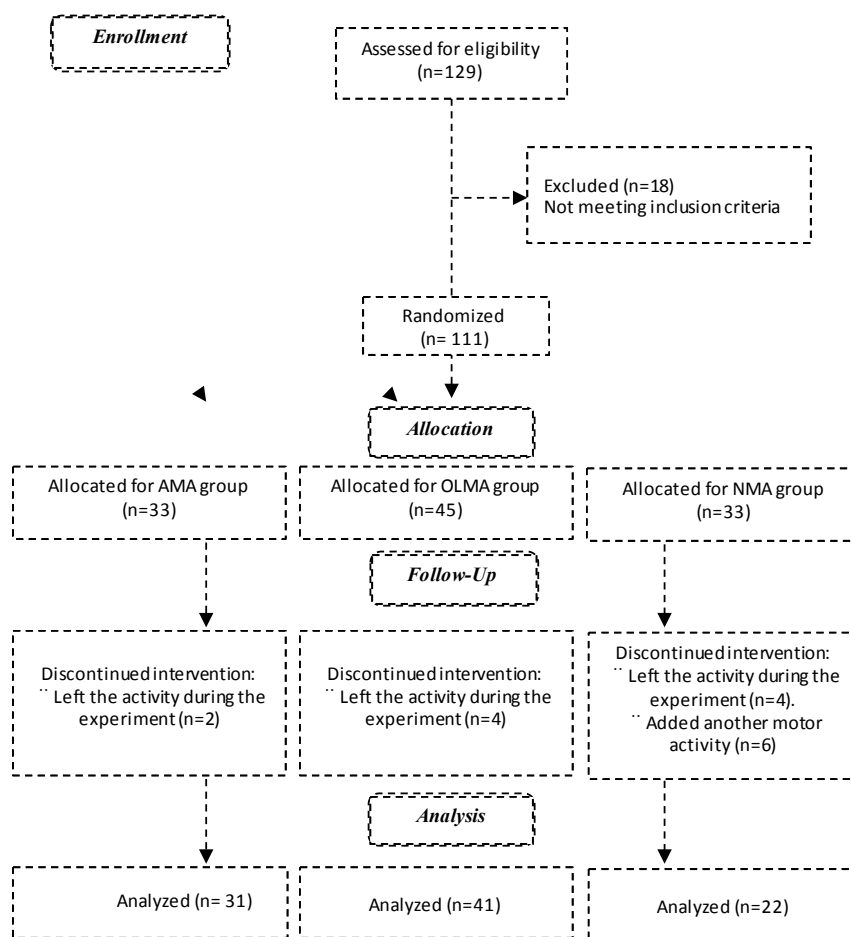 Enrollment
Assessed for eligibility
(n=129)
Excluded (n=18)
Not meeting inclusion criteria
Randomized
(n= 111)
Allocation
Allocated for AMA group
(n=33)
Allocated for OLMA group
(n=45)
Allocated for NMA group
(n=33)
Follow-Up
Discontinued intervention:
¨ Left the activity during the
experiment (n=2)
Discontinued intervention:
¨ Left the activity during the
experiment (n=4)
Discontinued intervention:
¨ Left the activity during the
experiment (n=4).
¨ Added another motor
activity (n=6)
Analysis
Analyzed (n= 31)
Analyzed (n=41)
Analyzed (n=22)